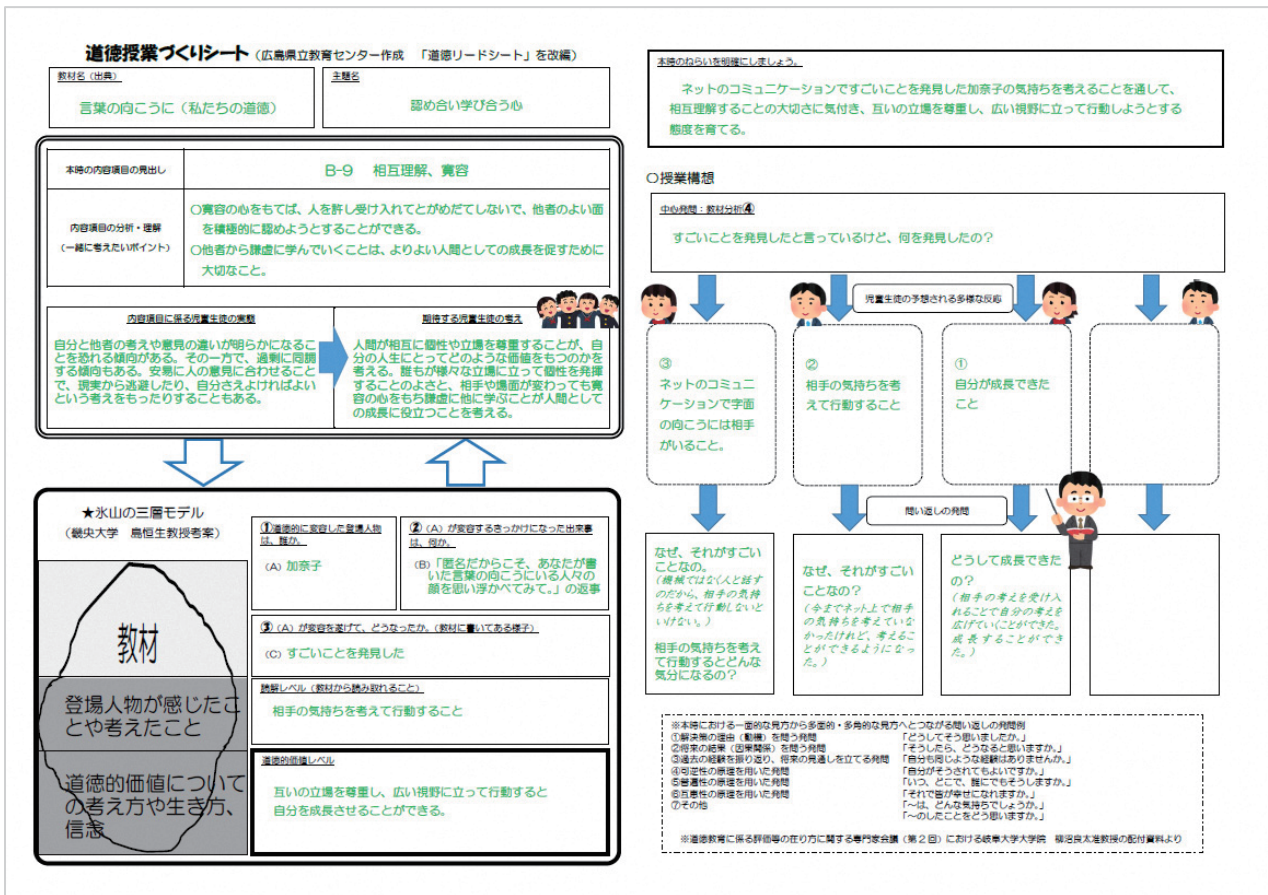 道徳授業づくりシート（広島県立教育センター作成　「道徳リードシート」を改編）
教材名（出典）
言葉の向こうに（私たちの道徳）
主題名
認め合い学び合う心
本時の内容項目の見出し
B-9　相互理解、寛容
内容項目の分析・理解
（一緒に考えたいポイント）
○寛容の心をもてば、人を許し受け入れてとがめだてしないで、他者のよい面
を積極的に認めようとすることができる。
○他者から謙虚に学んでいくことは、よりよい人間としての成長を促すために
大切なこと。
内容項目に係る児童生徒の実態
自分と他者の考えや意見の違いが明らかになるこ
とを恐れる傾向がある。その一方で、過剰に同調
する傾向もある。安易に人の意見に合わせること
で、現実から逃避したり、自分さえよければよい
という考えをもったりすることもある。
期待する児童生徒の考え
人間が相互に個性や立場を尊重することが、自
分の人生にとってどのような価値をもつのかを
考える。誰もが様々な立場に立って個性を発揮
することのよさと、相手や場面が変わっても寛
容の心をもち謙虚に他に学ぶことが人間として
の成長に役立つことを考える。
★氷山の三層モデル
（畿央大学　島恒生教授考案）
教材
登場人物が感じたこ
とや考えたこと
道徳的価値について
の考え方や生き方、
信念
①道徳的に変容した登場人物
は、誰か。
（A）加奈子
②（A）が変容するきっかけになった出来事
は、何か。
（B）「匿名だからこそ、あなたが書
いた言葉の向こうにいる人々の
顔を思い浮かべてみて。」の返事
③（A）が変容を遂げて、どうなったか。（教材に書いてある様子）
（C）すごいことを発見した
読解レベル（教材から読み取れること）
相手の気持ちを考えて行動すること
道徳的価値レベル
互いの立場を尊重し、広い視野に立って行動すると
自分を成長させることができる。
本時のねらいを明確にしましょう。
ネットのコミュニケーションですごいことを発見した加奈子の気持ちを考えることを通して、
相互理解することの大切さに気付き、互いの立場を尊重し、広い視野に立って行動しようとする
態度を育てる。
○授業構想
中心発問：教材分析④
すごいことを発見したと言っているけど、何を発見したの？
児童生徒の予想される多様な反応
③
ネットのコミュニ
ケーションで字面
の向こうには相手
がいること。
②
相手の気持ちを考
えて行動すること
①
自分が成長できた
こと
問い返しの発問
なぜ、それがすごい
ことなの。
（機械ではなく人と話す
のだから、相手の気持
ちを考えて行動しないと
いけない。）
相手の気持ちを考え
て行動するとどんな
気分になるの？
なぜ、それがすごい
ことなの？
（今までネット上で相手
の気持ちを考えていな
かったけれど、考えるこ
とができるようになっ
た。）
どうして成長できた
の？
（相手の考えを受け入
れることで自分の考えを
広げていくことができた。
成長することができ
た。）
※本時における一面的な見方から多面的・多角的な見方へとつながる問い返しの発問例
①解決策の理由（動機）を問う発問　「どうしてそう思いましたか。」
②将来の結果（因果関係）を問う発問　「そうしたら、どうなると思いますか。」
③過去の経験を振り返り、将来の見通しを立てる発問　「自分も同じような経験はありませんか。」
④可逆性の原理を用いた発問　「自分がそうされてもよいですか。」
⑤普遍性の原理を用いた発問　「いつ、どこで、誰にでもそうしますか。」
⑥互恵性の原理を用いた発問　「それで皆が幸せになれますか。」
⑦その他　「～は、どんな気持ちでしょうか。」
「～のしたことをどう思いますか。」
※道徳教育に係る評価等の在り方に関する専門家会議（第２回）における岐阜大学大学院　柳沼良太准教授の配付資料より